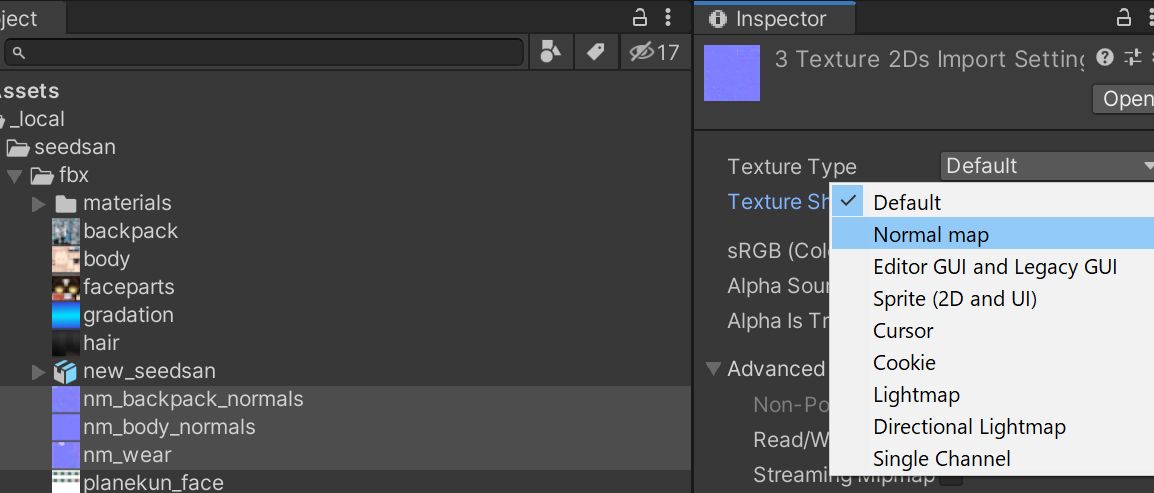 ject
17
Assets
_local
seedsan
fbx
materials
backpack
body
faceparts
gradation
hair
new_seedsan
nm_backpack_normals
nm_body_normals
nm_wear
planekun_face
Inspector
3 Texture 2Ds Import Setting
Open
Texture Type Default
Texture Sh
sRGB (Colo
Alpha Sour
Alpha Is Tr
Advanced
Non-Po
Read/W
Streaming Mipmap
Default
Normal map
Editor GUI and Legacy GUI
Sprite (2D and UI)
Cursor
Cookie
Lightmap
Directional Lightmap
Single Channel